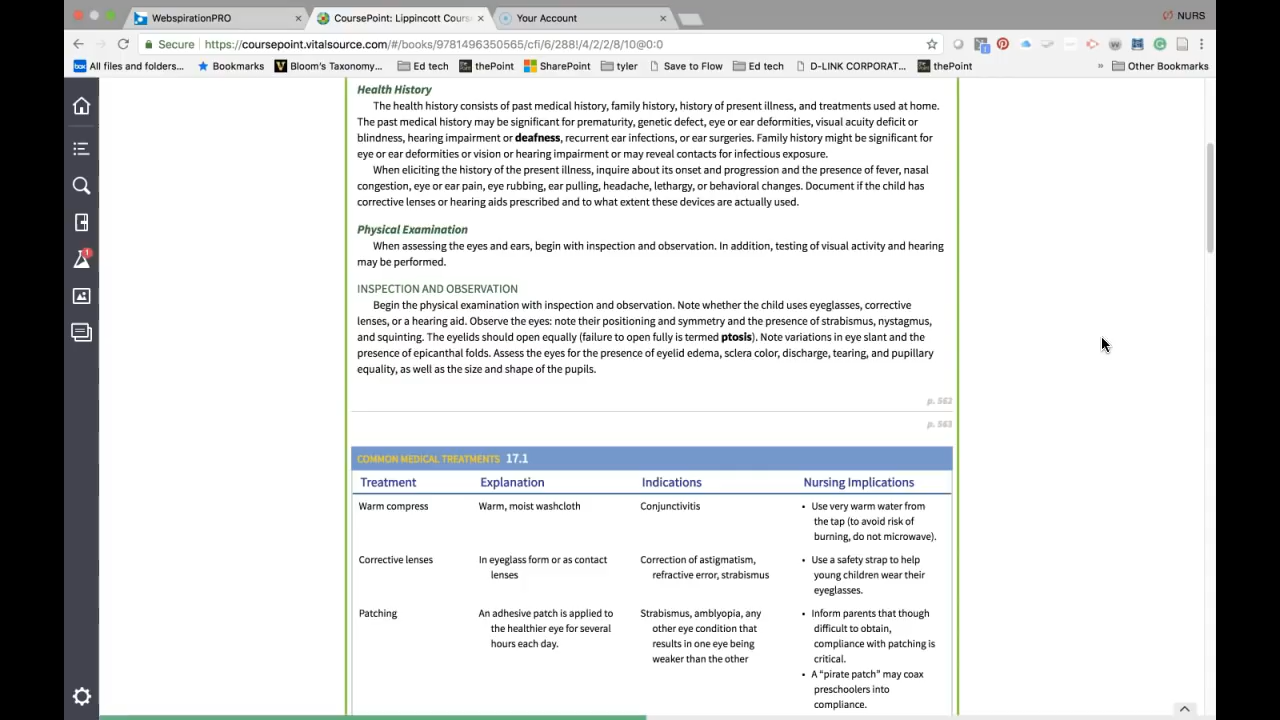 WebspirationPRO
CoursePoint: Lippincott Cours
Your Account
NURS
Secure https://coursepoint.vitalsource.com/#/books/9781496350565/cfi/6/288!/4/2/2/8/10@0:0
All files and folders...
Bookmarks
Bloom's Taxonomy...
Ed tech
thePoint
SharePoint
tyler
Save to Flow
Ed tech
D-LINK CORPORAT...
thePoint
»
Other Bookmarks
Health History
The health history consists of past medical history, family history, history of present illness, and treatments used at home.
The past medical history may be significant for prematurity, genetic defect, eye or ear deformities, visual acuity deficit or
blindness, hearing impairment or deafness, recurrent ear infections, or ear surgeries. Family history might be significant for
eye or ear deformities or vision or hearing impairment or may reveal contacts for infectious exposure.
When eliciting the history of the present illness, inquire about its onset and progression and the presence of fever, nasal
congestion, eye or ear pain, eye rubbing, ear pulling, headache, lethargy, or behavioral changes. Document if the child has
corrective lenses or hearing aids prescribed and to what extent these devices are actually used.
Physical Examination
When assessing the eyes and ears, begin with inspection and observation. In addition, testing of visual activity and hearing
may be performed.
INSPECTION AND OBSERVATION
Begin the physical examination with inspection and observation. Note whether the child uses eyeglasses, corrective
lenses, or a hearing aid. Observe the eyes: note their positioning and symmetry and the presence of strabismus, nystagmus,
and squinting. The eyelids should open equally (failure to open fully is termed ptosis). Note variations in eye slant and the
presence of epicanthal folds. Assess the eyes for the presence of eyelid edema, sclera color, discharge, tearing, and pupillary
equality, as well as the size and shape of the pupils.
p. 562
p. 563
COMMON MEDICAL TREATMENTS 17.1
Treatment
Explanation
Indications
Nursing Implications
Warm compress
Warm, moist washcloth
Conjunctivitis
• Use very warm water from
the tap (to avoid risk of
burning, do not microwave).
Corrective lenses
In eyeglass form or as contact
lenses
Correction of astigmatism,
refractive error, strabismus
• Use a safety strap to help
young children wear their
eyeglasses.
Patching
An adhesive patch is applied to
the healthier eye for several
hours each day.
Strabismus, amblyopia, any
other eye condition that
results in one eye being
weaker than the other
• Inform parents that though
difficult to obtain,
compliance with patching is
critical.
• A "pirate patch" may coax
preschoolers into
compliance.
1